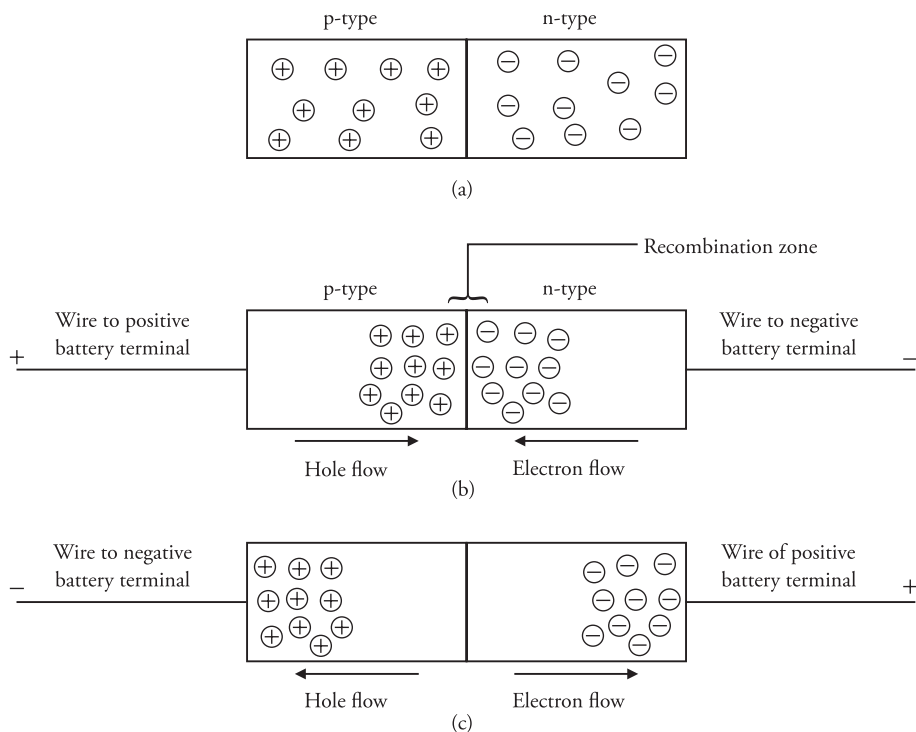 p-type
n-type
(a)
Recombination zone
p-type
n-type
Wire to positive
battery terminal
+
Wire to negative
battery terminal
−
Hole flow
Electron flow
(b)
Wire to negative
battery terminal
−
Wire of positive
battery terminal
+
Hole flow
Electron flow
(c)